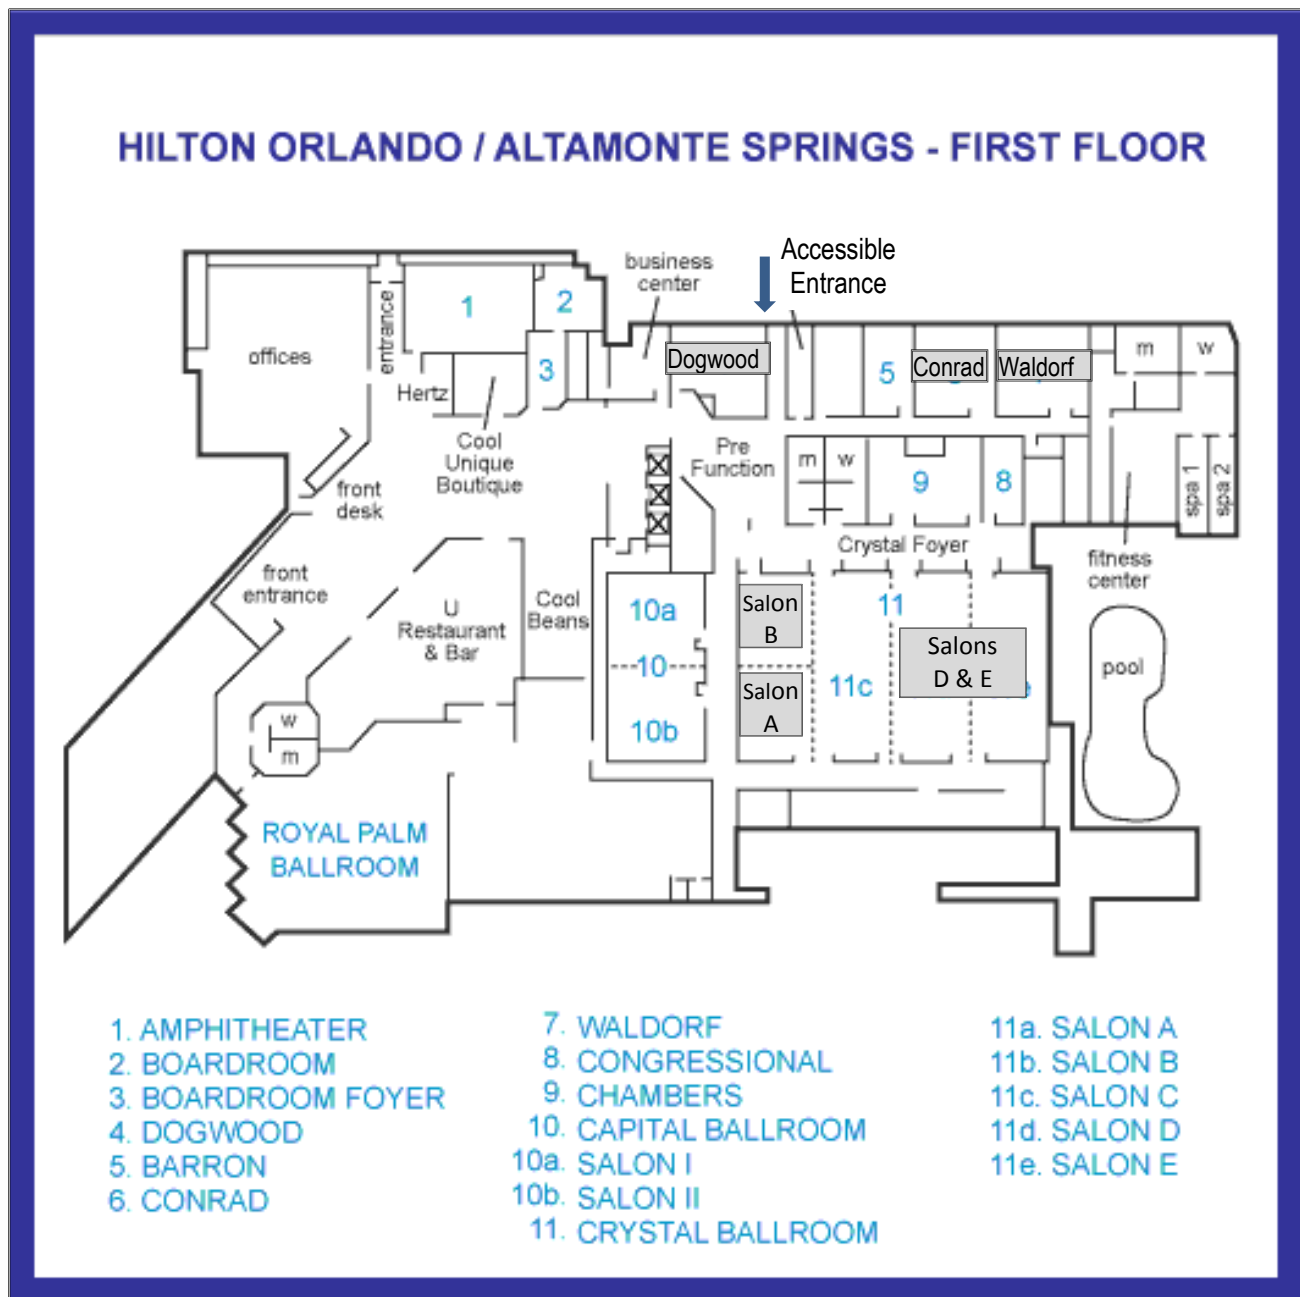 HILTON ORLANDO / ALTAMONTE SPRINGS - FIRST FLOOR
Accessible
Entrance
business
center
1
2
entrance
offices
Dogwood
5
Conrad
Waldorf
m
w
3
Hertz
Cool
Unique
Boutique
Pre
Function
m
w
9
8
spa 1
spa 2
front
desk
Crystal Foyer
fitness
center
front
entrance
U
Restaurant
& Bar
Cool
Beans
10a
Salon
B
11
Salons
D & E
pool
10
11c
e
Salon
A
10b
w
m
ROYAL PALM
BALLROOM
1. AMPHITHEATER
2. BOARDROOM
3. BOARDROOM FOYER
4. DOGWOOD
5. BARRON
6. CONRAD
7. WALDORF
8. CONGRESSIONAL
9. CHAMBERS
10. CAPITAL BALLROOM
10a. SALON I
10b. SALON II
11. CRYSTAL BALLROOM
11a. SALON A
11b. SALON B
11c. SALON C
11d. SALON D
11e. SALON E